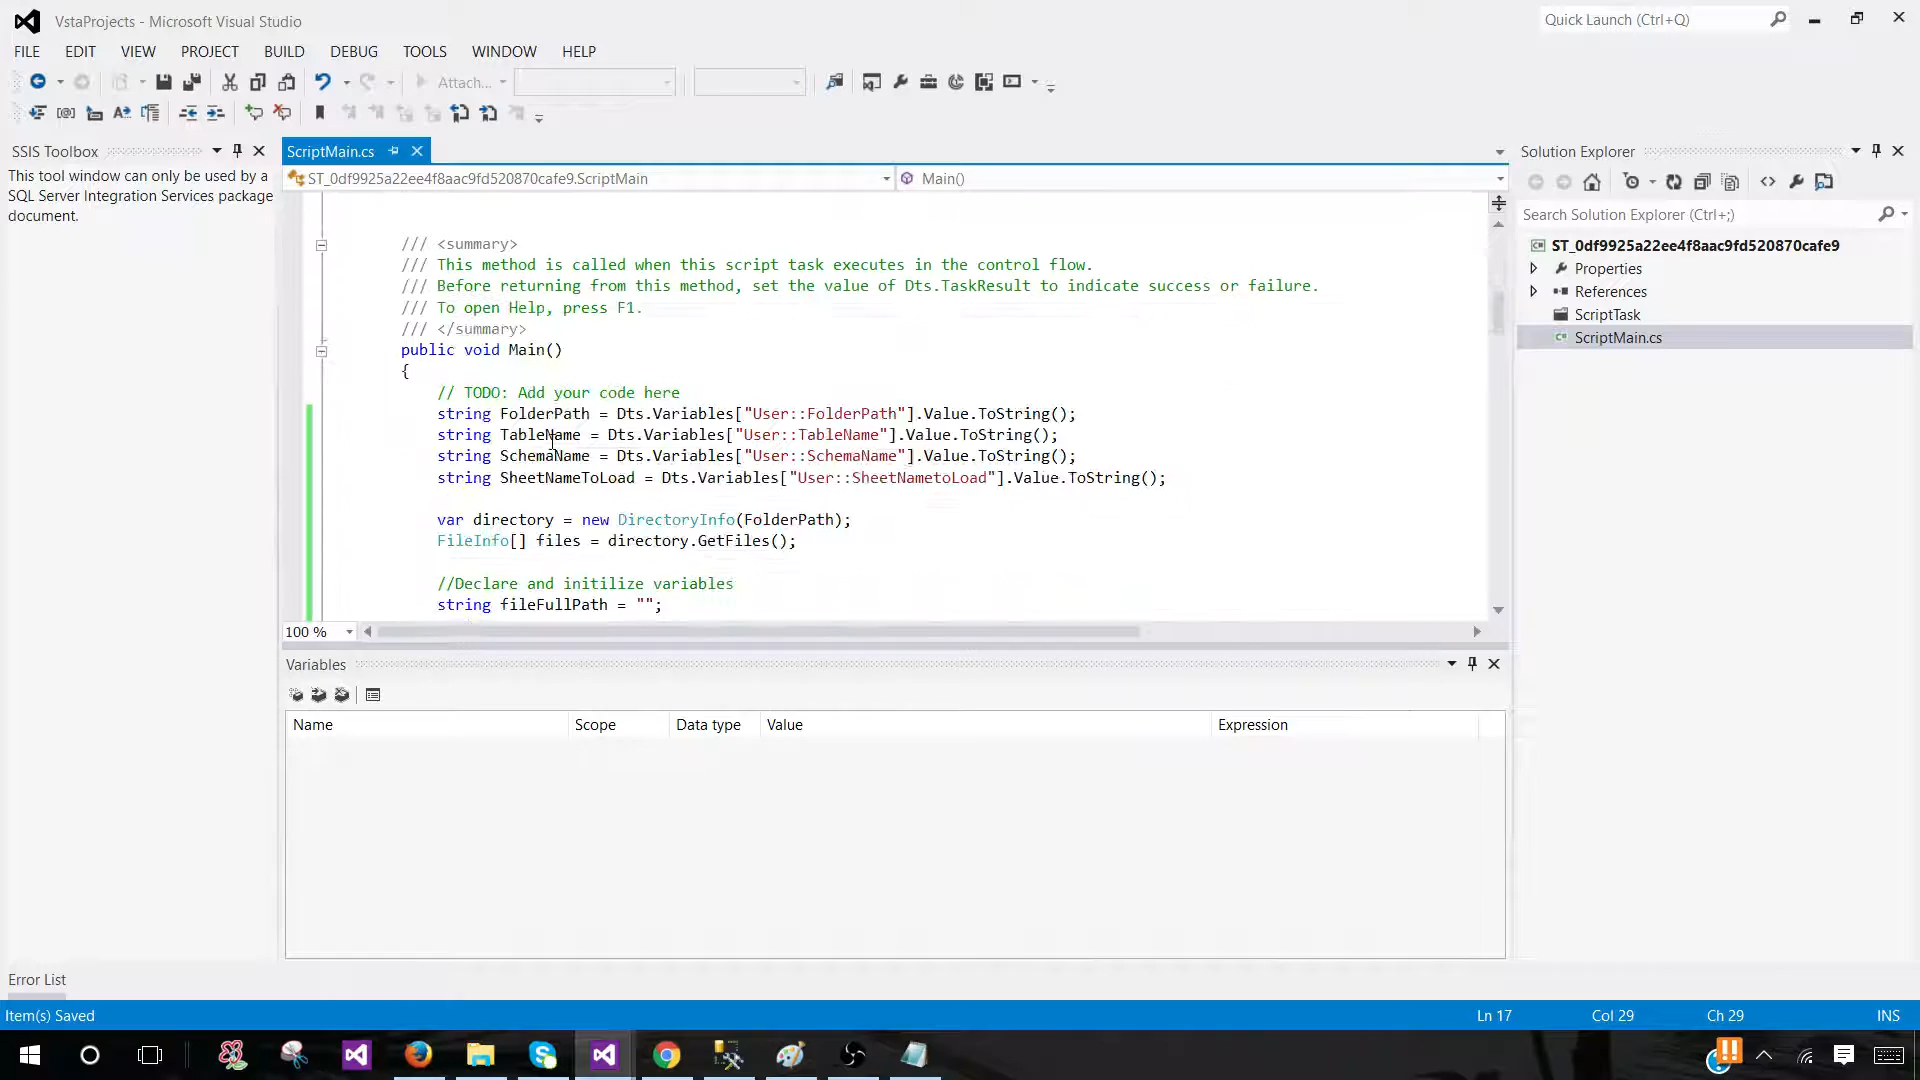 VstaProjects - Microsoft Visual Studio
Quick Launch (Ctrl+Q)
FILE EDIT VIEW PROJECT BUILD DEBUG TOOLS WINDOW HELP
Attach...
SSIS Toolbox
This tool window can only be used by a
SQL Server Integration Services package
document.
ScriptMain.cs
ST_0df9925a22ee4f8aac9fd520870cafe9.ScriptMain
Main()
/// <summary>
/// This method is called when this script task executes in the control flow.
/// Before returning from this method, set the value of Dts.TaskResult to indicate success or failure.
/// To open Help, press F1.
/// </summary>
public void Main()
{
// TODO: Add your code here
string FolderPath = Dts.Variables["User::FolderPath"].Value.ToString();
string TableName = Dts.Variables["User::TableName"].Value.ToString();
string SchemaName = Dts.Variables["User::SchemaName"].Value.ToString();
string SheetNameToLoad = Dts.Variables["User::SheetNametoLoad"].Value.ToString();
var directory = new DirectoryInfo(FolderPath);
FileInfo[] files = directory.GetFiles();
//Declare and initilize variables
string fileFullPath = "";
100 %
Solution Explorer
Search Solution Explorer (Ctrl+;)
ST_0df9925a22ee4f8aac9fd520870cafe9
Properties
References
ScriptTask
ScriptMain.cs
Variables
Name Scope Data type Value Expression
Error List
Item(s) Saved
Ln 17 Col 29 Ch 29 INS